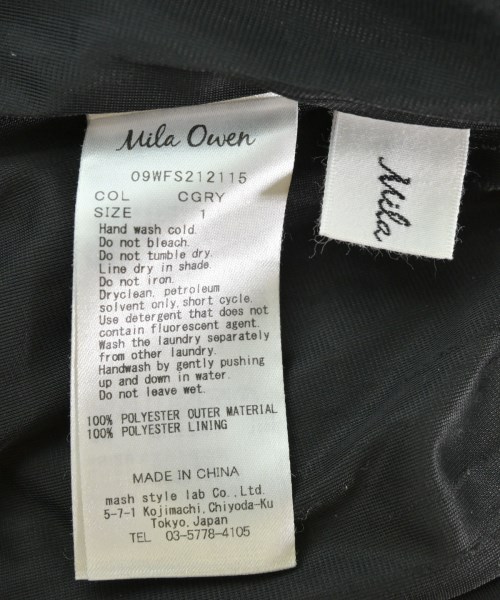 Mila Owen
09WFS212115
COL CGRY
SIZE 1
Hand wash cold.
Do not bleach.
Do not tumble dry.
Line dry in shade.
Do not iron.
Dryclean, petroleum
solvent only, short cycle.
Use detergent that does not
contain fluorescent agent.
Wash the laundry separately
from other laundry.
Handwash by gently pushing
up and down in water.
Do not leave wet.
100% POLYESTER OUTER MATERIAL
100% POLYESTER LINING
MADE IN CHINA
mash style lab Co.,Ltd.
5-7-1 Kojimachi,Chiyoda-Ku
Tokyo,Japan
TEL 03-5778-4105
Mila